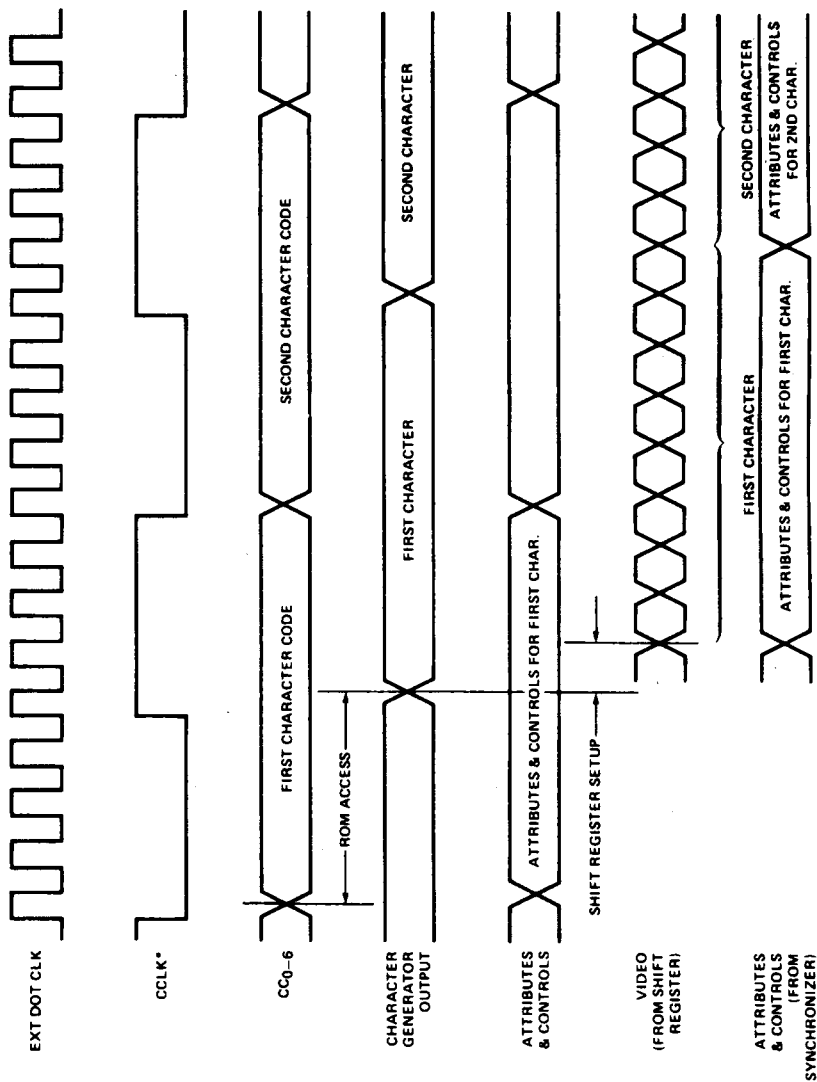 EXT DOT CLK
CCLK*
CC0–6
FIRST CHARACTER CODE
SECOND CHARACTER CODE
ROM ACCESS
CHARACTER
GENERATOR
OUTPUT
FIRST CHARACTER
SECOND CHARACTER
ATTRIBUTES
& CONTROLS
ATTRIBUTES & CONTROLS FOR FIRST CHAR.
SHIFT REGISTER SETUP
VIDEO
(FROM SHIFT
REGISTER)
FIRST CHARACTER
SECOND CHARACTER
ATTRIBUTES
& CONTROLS
(FROM
SYNCHRONIZER)
ATTRIBUTES & CONTROLS FOR FIRST CHAR.
ATTRIBUTES & CONTROLS
FOR 2ND CHAR.